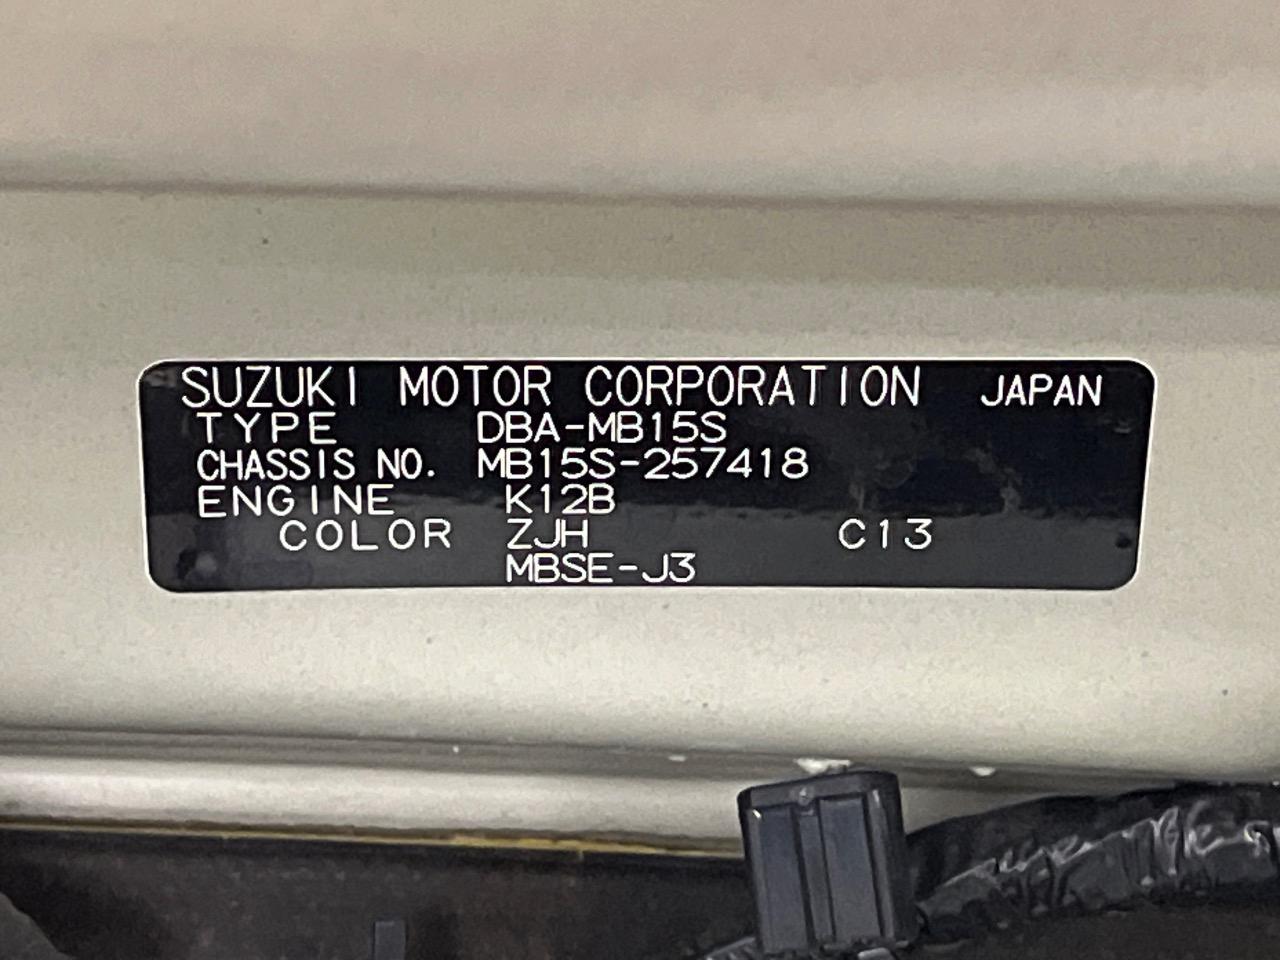 SUZUKI MOTOR CORPORATION JAPAN
TYPE DBA-MB15S
CHASSIS NO. MB15S-257418
ENGINE K12B
COLOR ZJH C13
MBSE-J3